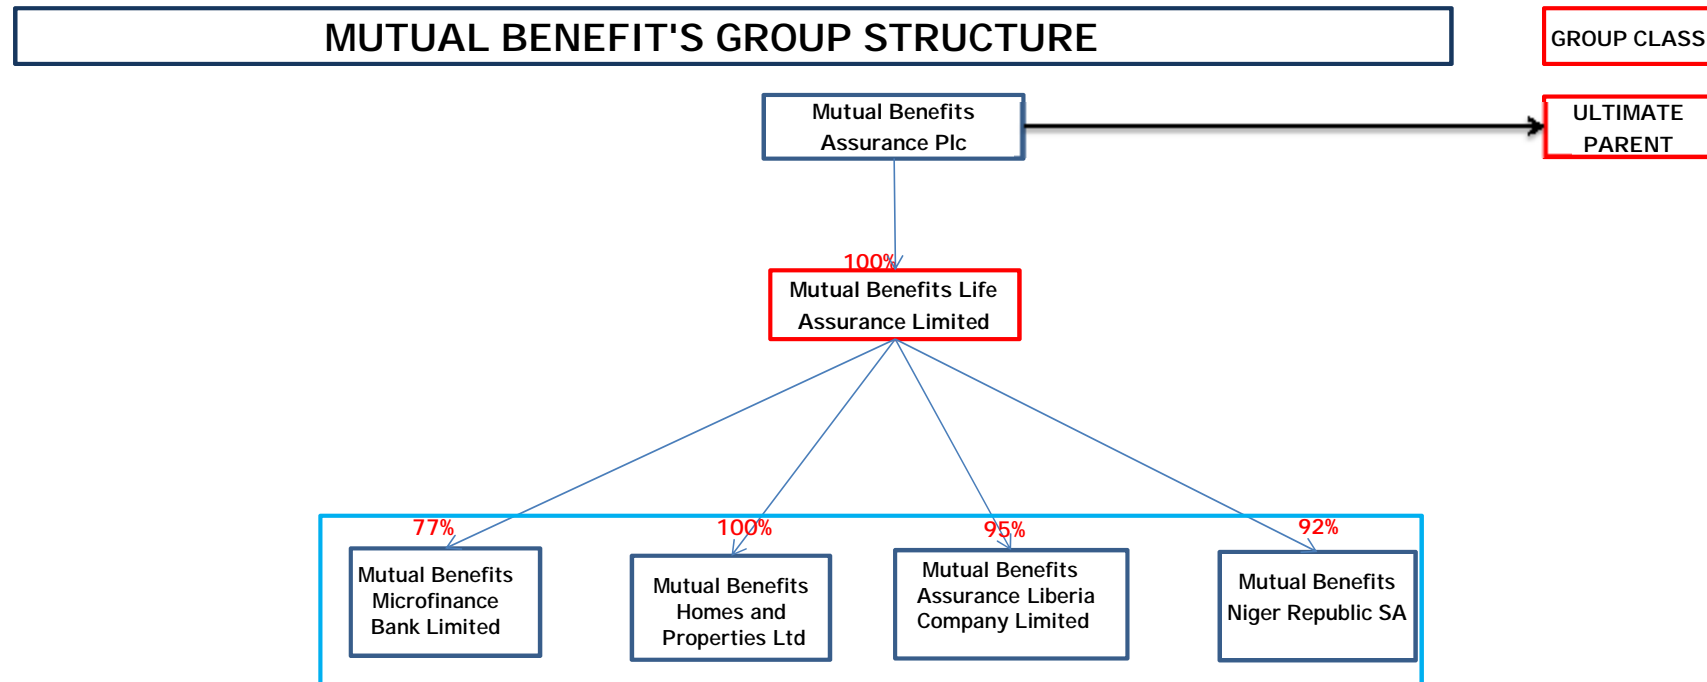 MUTUAL BENEFIT'S GROUP STRUCTURE
GROUP CLASS
Mutual Benefits
Assurance Plc
ULTIMATE
PARENT
100%
Mutual Benefits Life
Assurance Limited
77%
100%
95%
92%
Mutual Benefits
Microfinance
Bank Limited
Mutual Benefits
Homes and
Properties Ltd
Mutual Benefits
Assurance Liberia
Company Limited
Mutual Benefits
Niger Republic SA